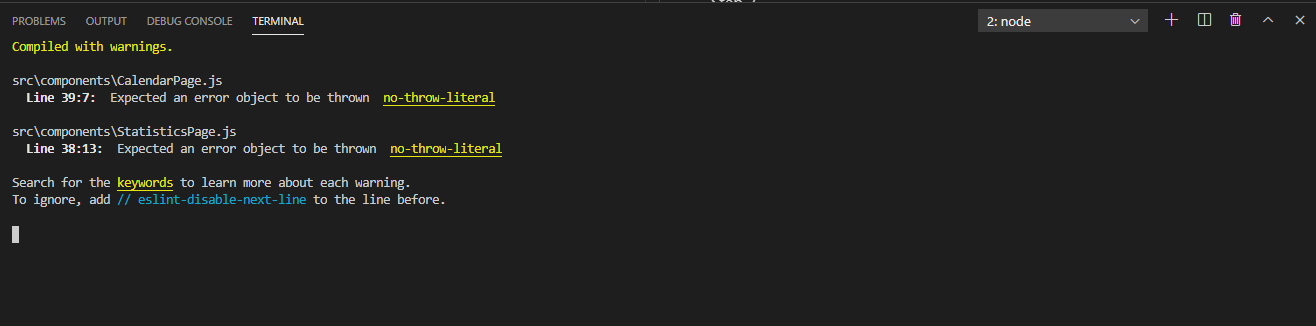 PROBLEMS OUTPUT DEBUG CONSOLE TERMINAL 2: node
Compiled with warnings.
src\components\CalendarPage.js
Line 39:7: Expected an error object to be thrown no-throw-literal
src\components\StatisticsPage.js
Line 38:13: Expected an error object to be thrown no-throw-literal
Search for the keywords to learn more about each warning.
To ignore, add // eslint-disable-next-line to the line before.